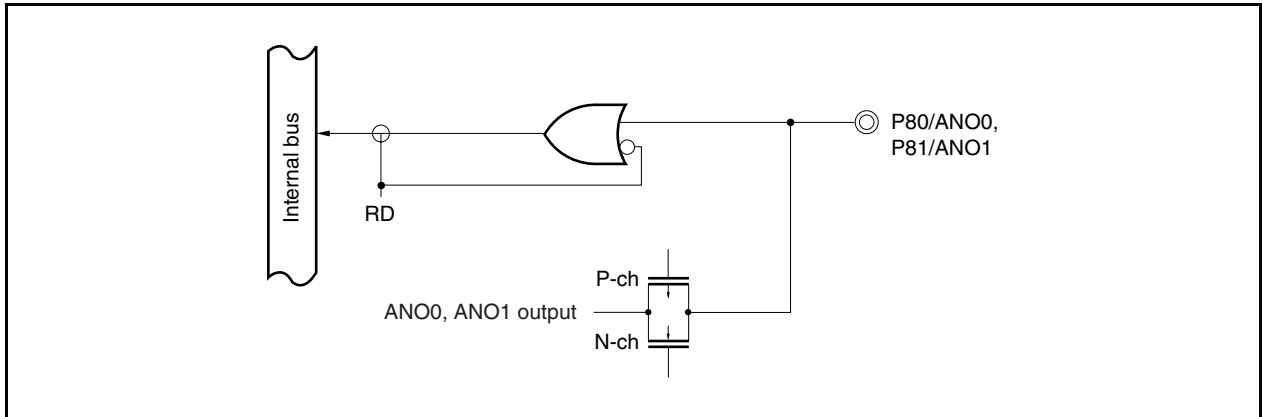 Internal bus
P80/ANO0,
P81/ANO1
RD
P-ch
ANO0, ANO1 output
N-ch